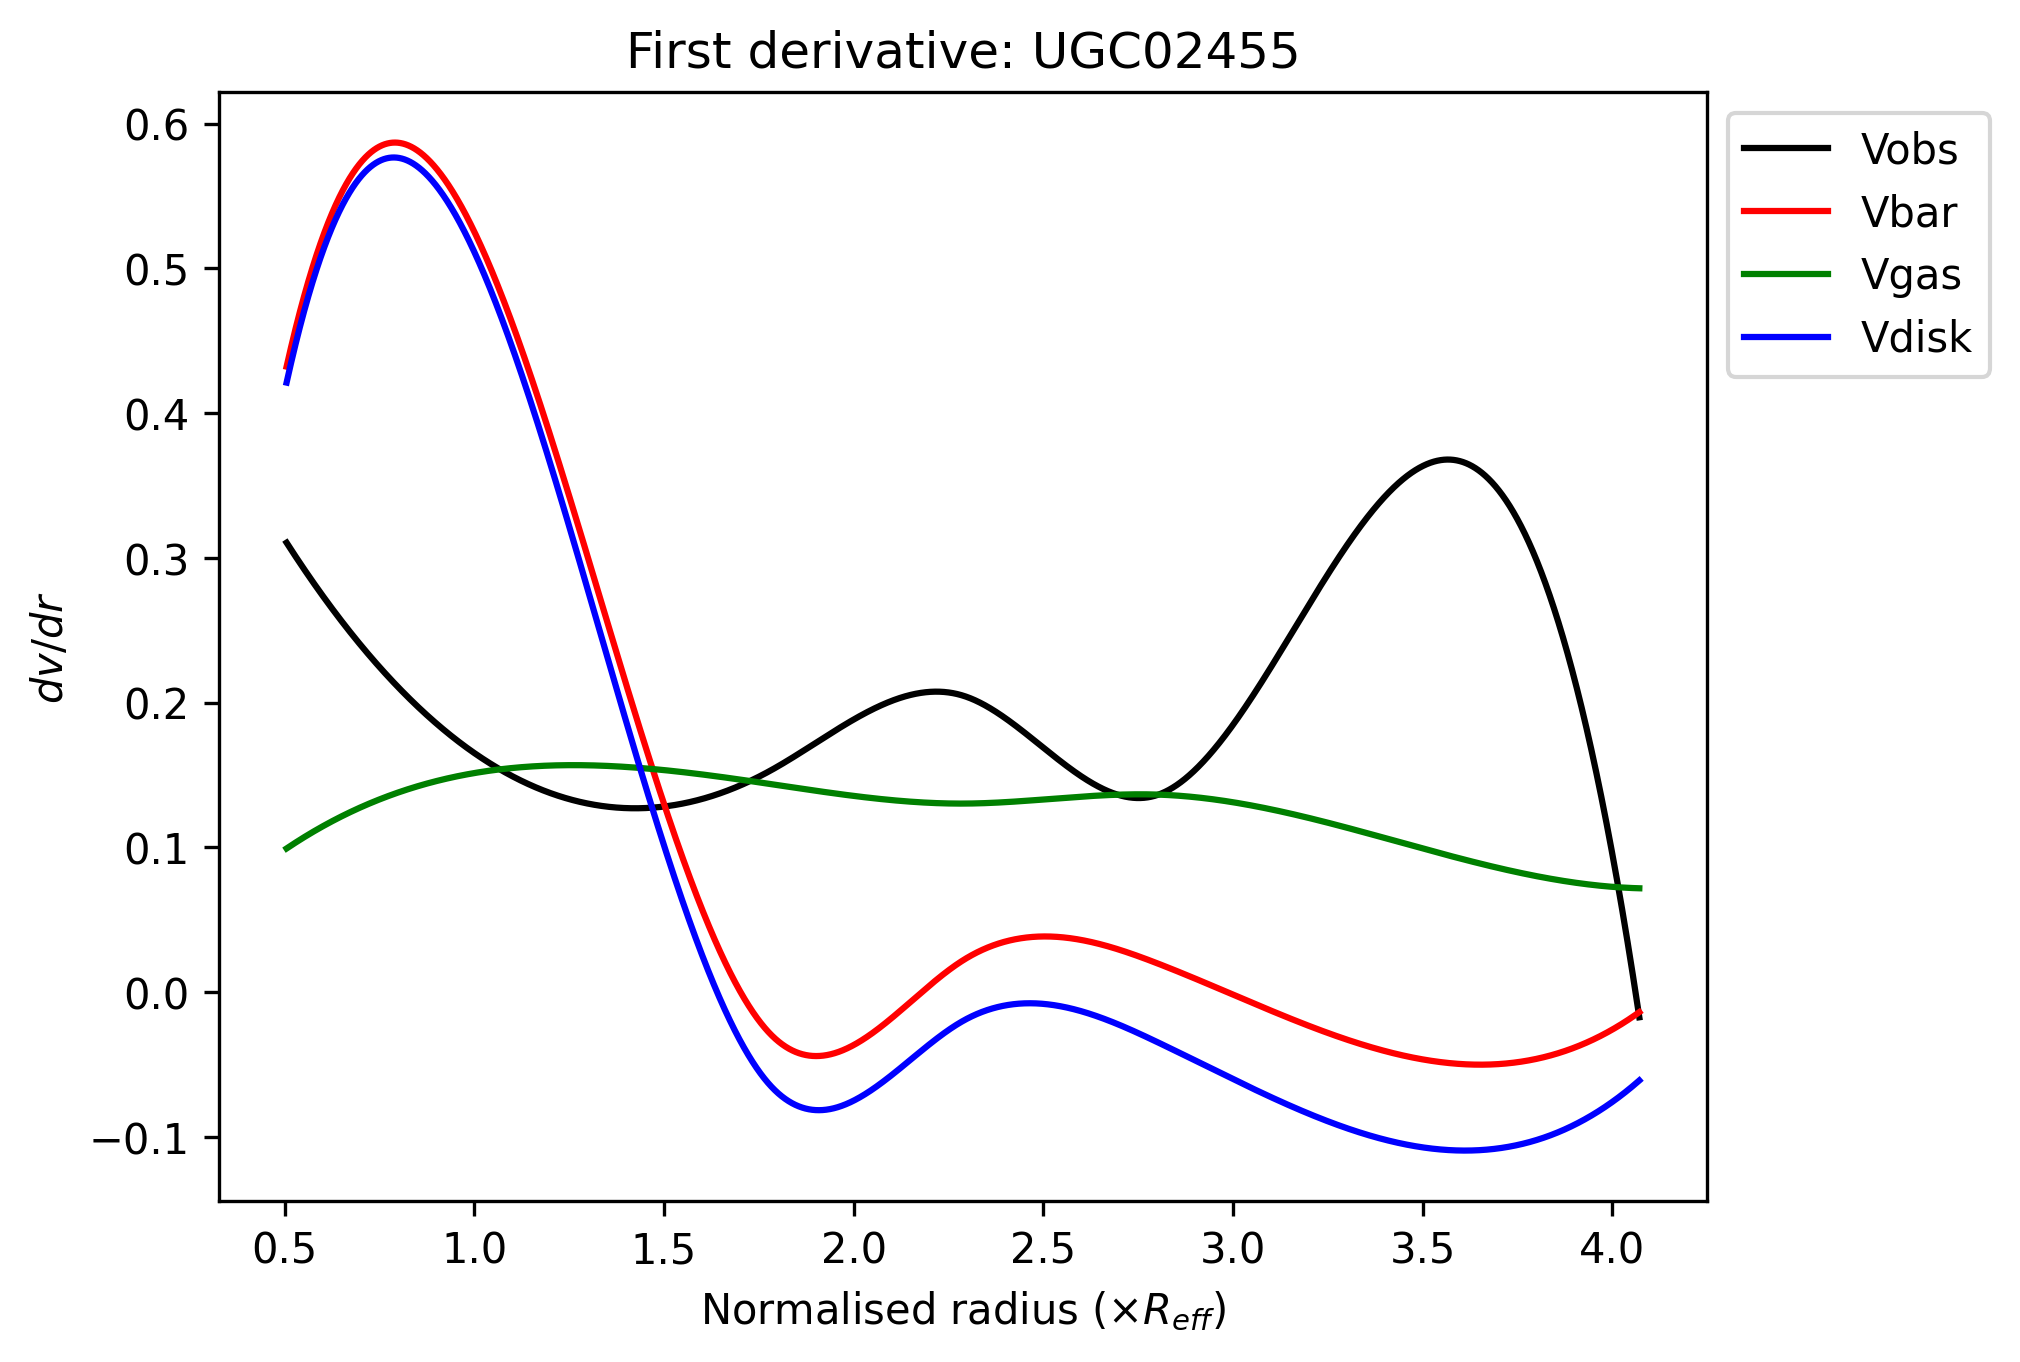 First derivative: UGC02455
0.6
0.5
0.4
0.3
0.2
0.1
0.0
−0.1
dv/dr
0.5 1.0 1.5 2.0 2.5 3.0 3.5 4.0
Normalised radius (×R_eff)
Vobs
Vbar
Vgas
Vdisk